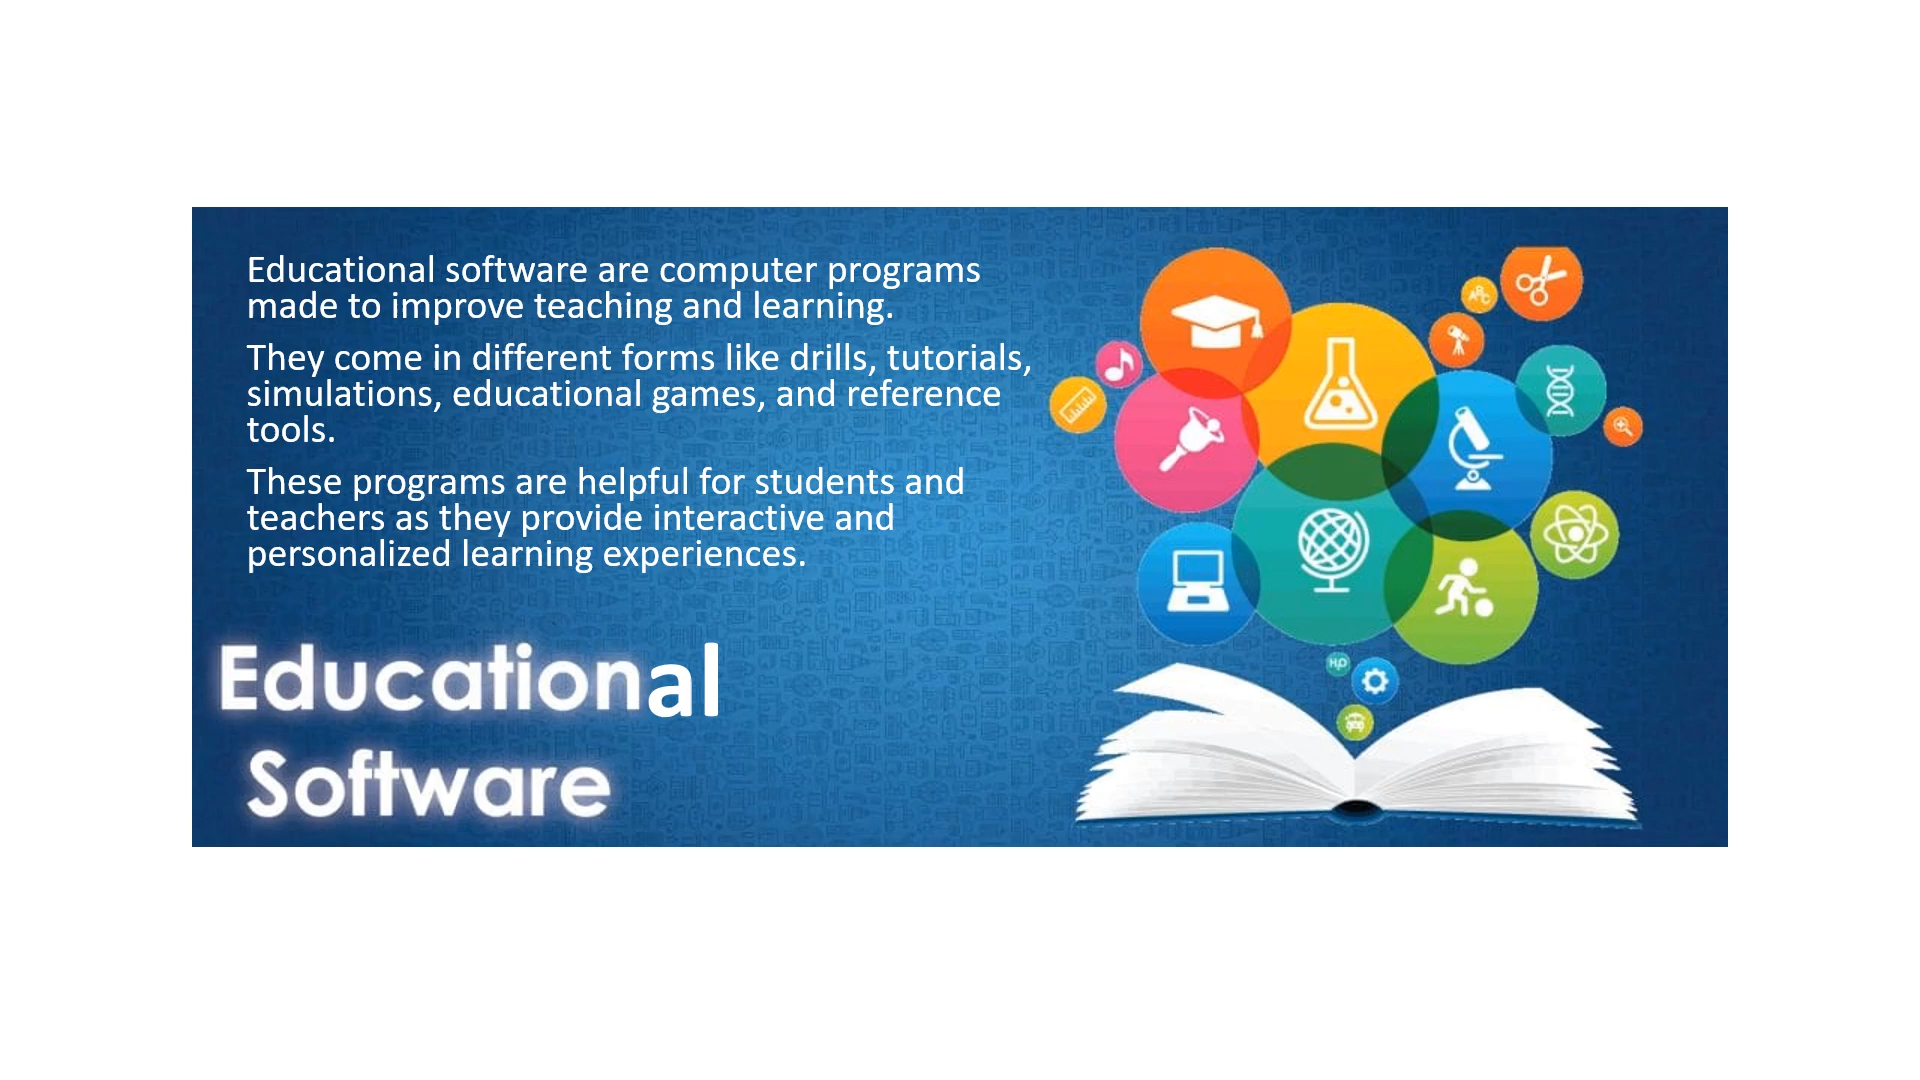 Educational software are computer programs
made to improve teaching and learning.
They come in different forms like drills, tutorials,
simulations, educational games, and reference
tools.
These programs are helpful for students and
teachers as they provide interactive and
personalized learning experiences.
Educational
Software
ABC
H₂O